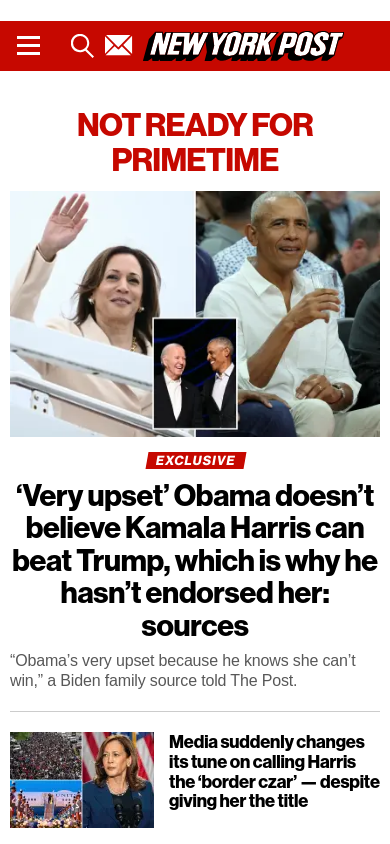 NEW YORK POST
NOT READY FOR
PRIMETIME
EXCLUSIVE
‘Very upset’ Obama doesn’t
believe Kamala Harris can
beat Trump, which is why he
hasn’t endorsed her:
sources
“Obama’s very upset because he knows she can’t
win,” a Biden family source told The Post.
Media suddenly changes
its tune on calling Harris
the ‘border czar’ — despite
giving her the title